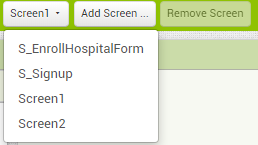 Screen1 Add Screen ... Remove Screen
S_EnrollHospitalForm
S_Signup
Screen1
Screen2